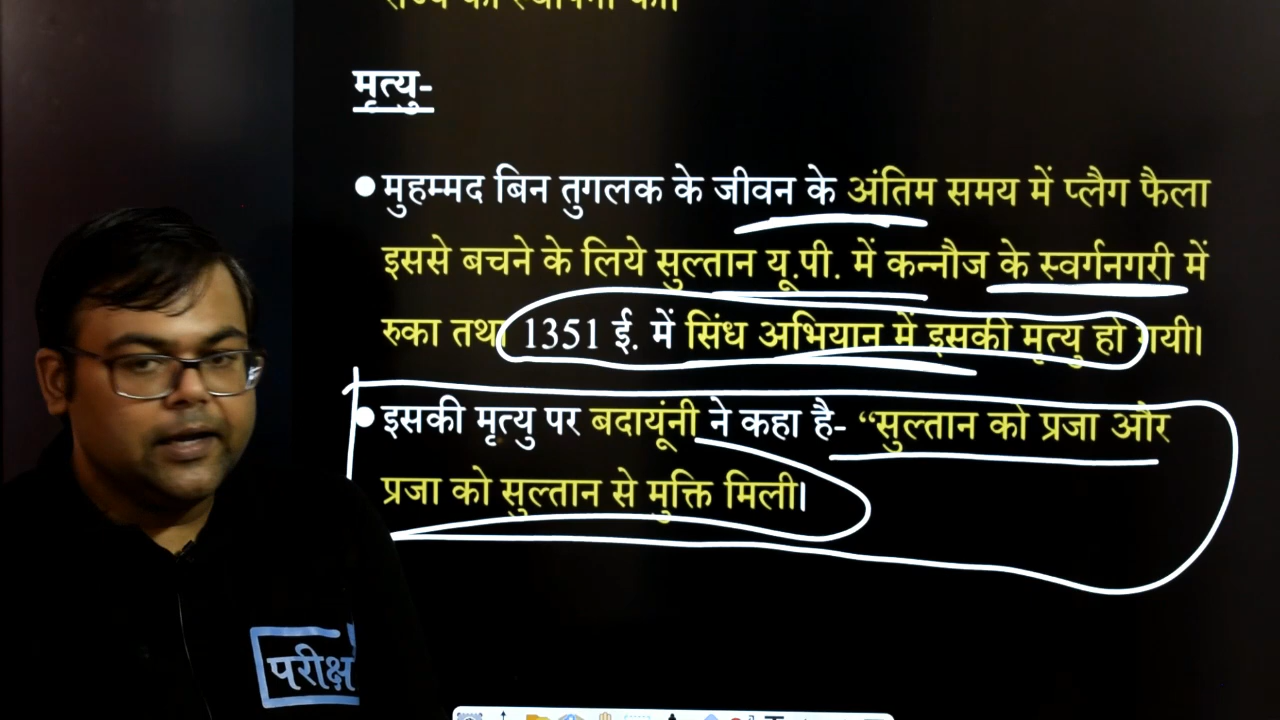 राज्य की स्थापना की।
मृत्यु-
●मुहम्मद बिन तुगलक के जीवन के अंतिम समय में प्लैग फैला
इससे बचने के लिये सुल्तान यू.पी. में कन्नौज के स्वर्गनगरी में
रुका तथा 1351 ई. में सिंध अभियान में इसकी मृत्यु हो गयी।
●इसकी मृत्यु पर बदायूंनी ने कहा है- “सुल्तान को प्रजा और
प्रजा को सुल्तान से मुक्ति मिली।
परीक्ष